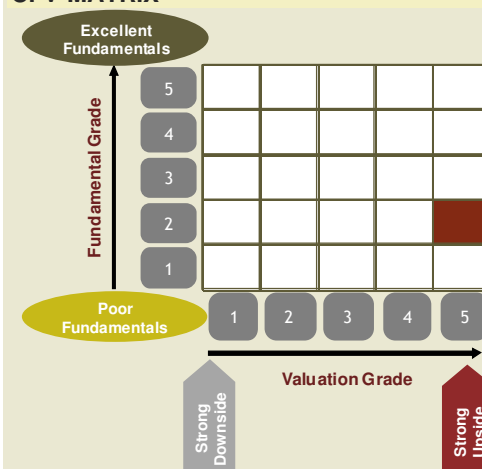 Excellent
Fundamentals
Fundamental Grade
5
4
3
2
1
Poor
Fundamentals
1
2
3
4
5
Valuation Grade
Strong
Downside
Strong
Upside